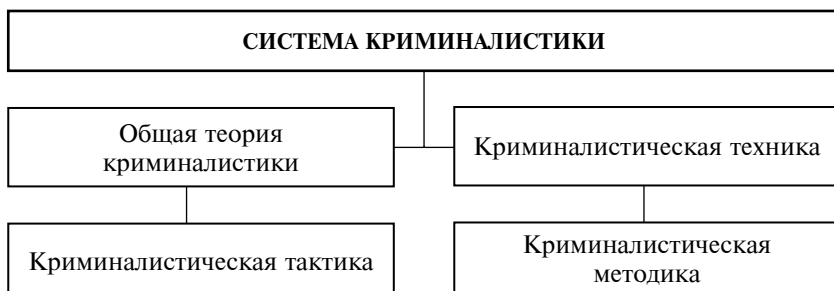 СИСТЕМА КРИМИНАЛИСТИКИ
Общая теория
криминалистики
Криминалистическая техника
Криминалистическая тактика
Криминалистическая
методика